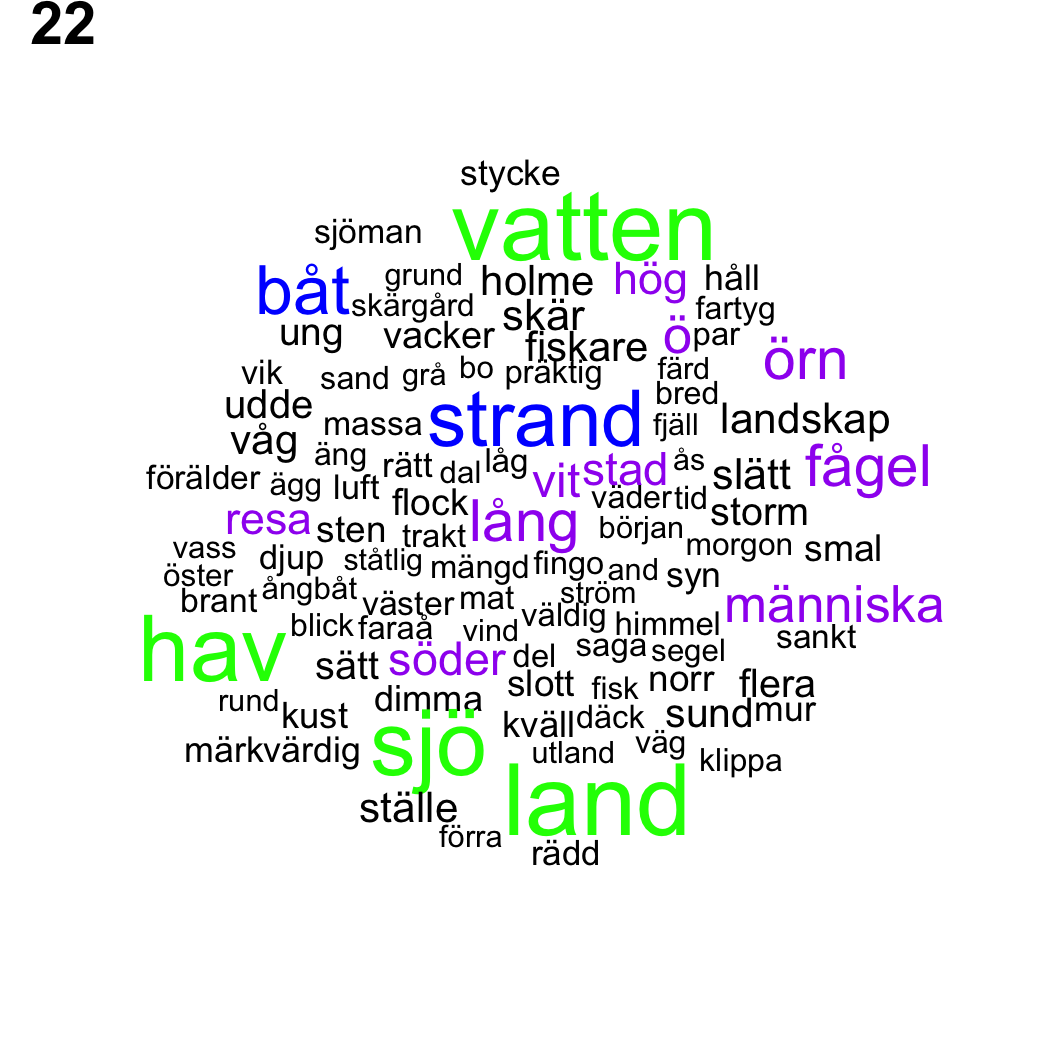 22
stycke
sjöman vatten
båt grund holme hög håll
skärgård skär fartyg
ung vacker fiskare ö par örn
vik sand grå bo präktig färd
udde massa strand bred fjäll landskap
våg äng rätt dal låg vit stad ås slätt fågel
förälder ägg luft flock väder tid storm
resa sten trakt lång början morgon smal
vass djup ståtlig mängd fingo and syn
öster ångbåt ström
brant väster mat väldig människa
hav blick faraå vind himmel sankt
sätt söder del saga segel
rund dimma slott fisk norr flera
kust kväll däck sund mur
märkvärdig sjö utland väg klippa
ställe land
förra rädd